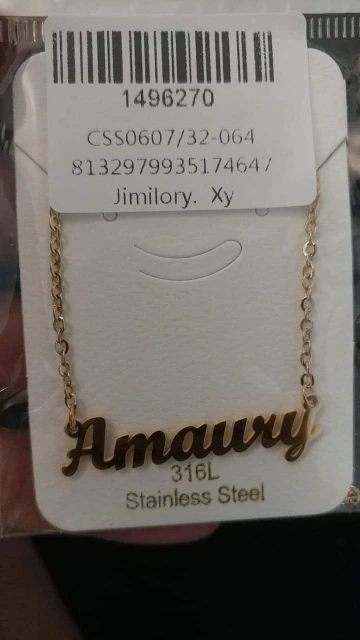 1496270
CSS0607/32-064
8132979935174647
Jimilory. Xy
Amaury
316L
Stainless Steel